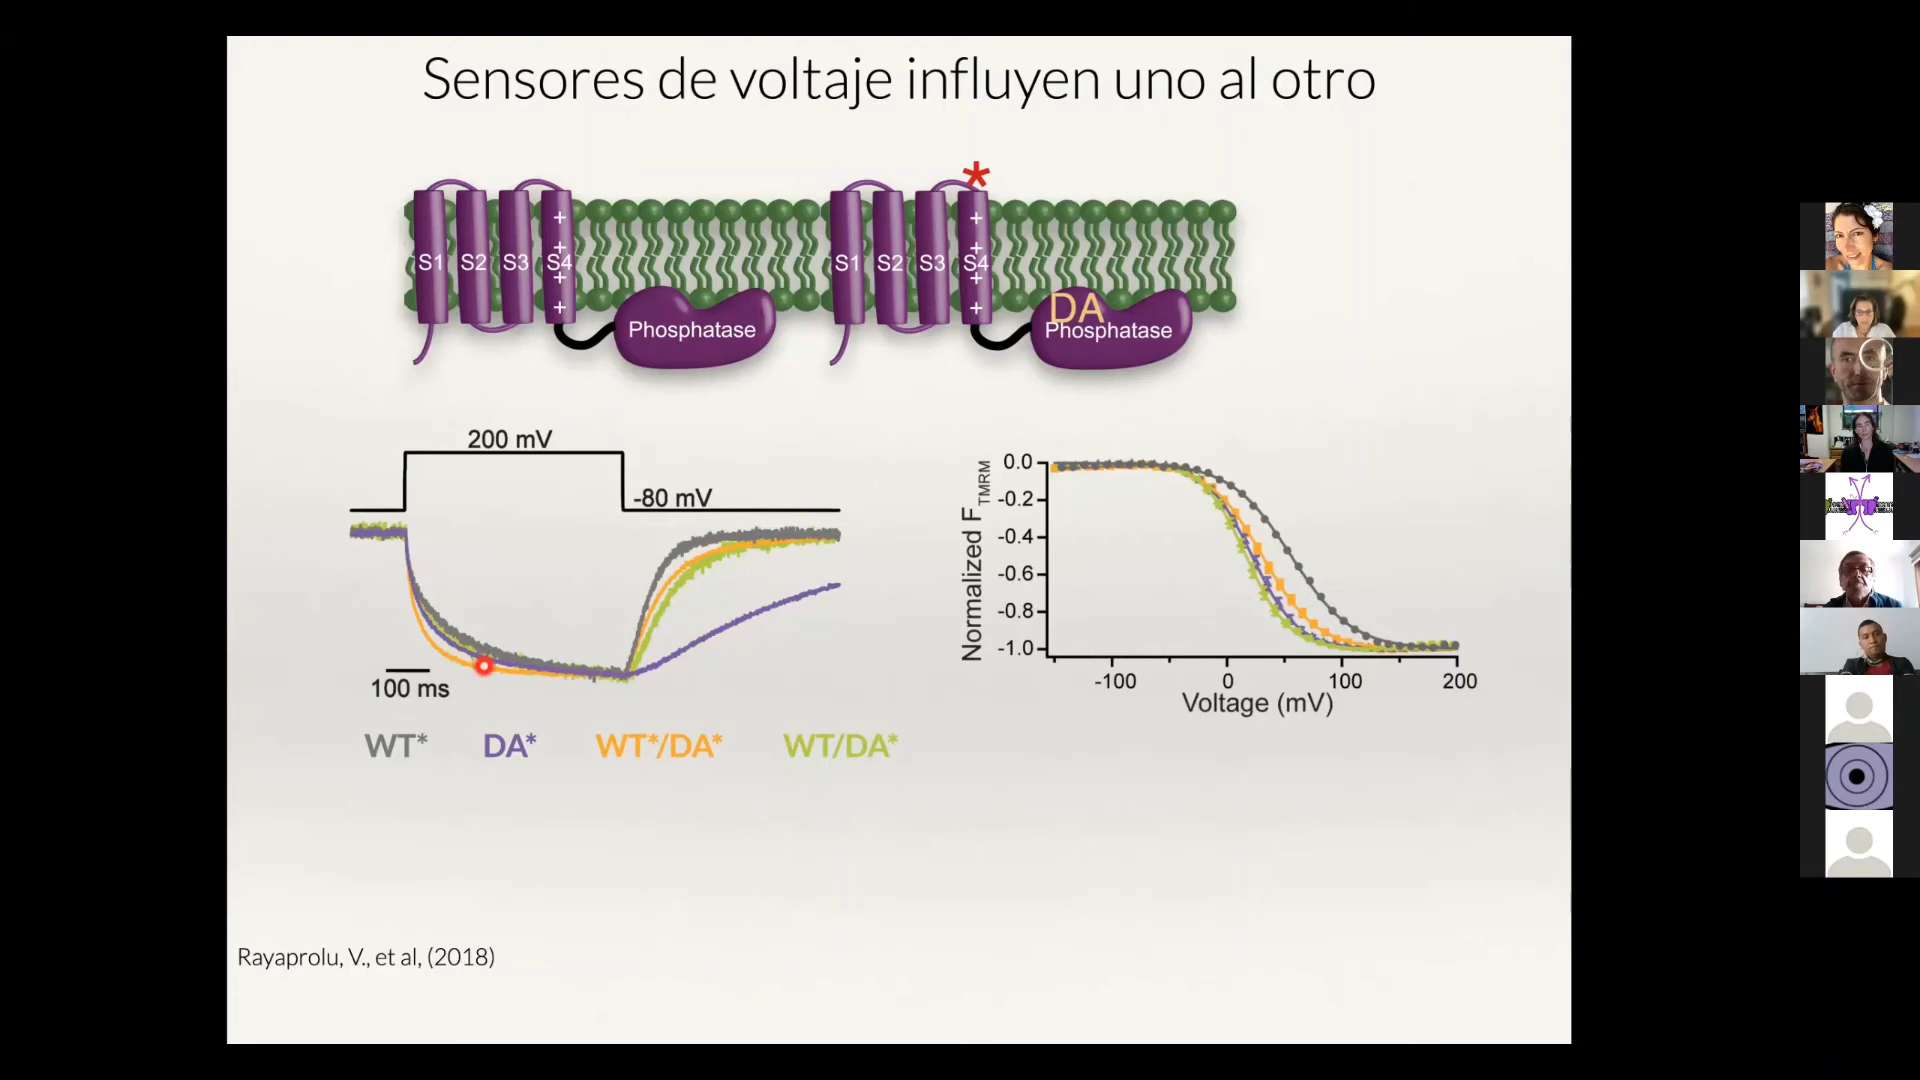 Sensores de voltaje influyen uno al otro
*
+ + + +
S1 S2 S3 S4
Phosphatase
*
+ + + +
S1 S2 S3 S4
DA
Phosphatase
200 mV
-80 mV
100 ms
WT* DA* WT*/DA* WT/DA*
Normalized FTMRM
0.0
-0.2
-0.4
-0.6
-0.8
-1.0
-100 0 100 200
Voltage (mV)
Rayaprolu, V., et al, (2018)